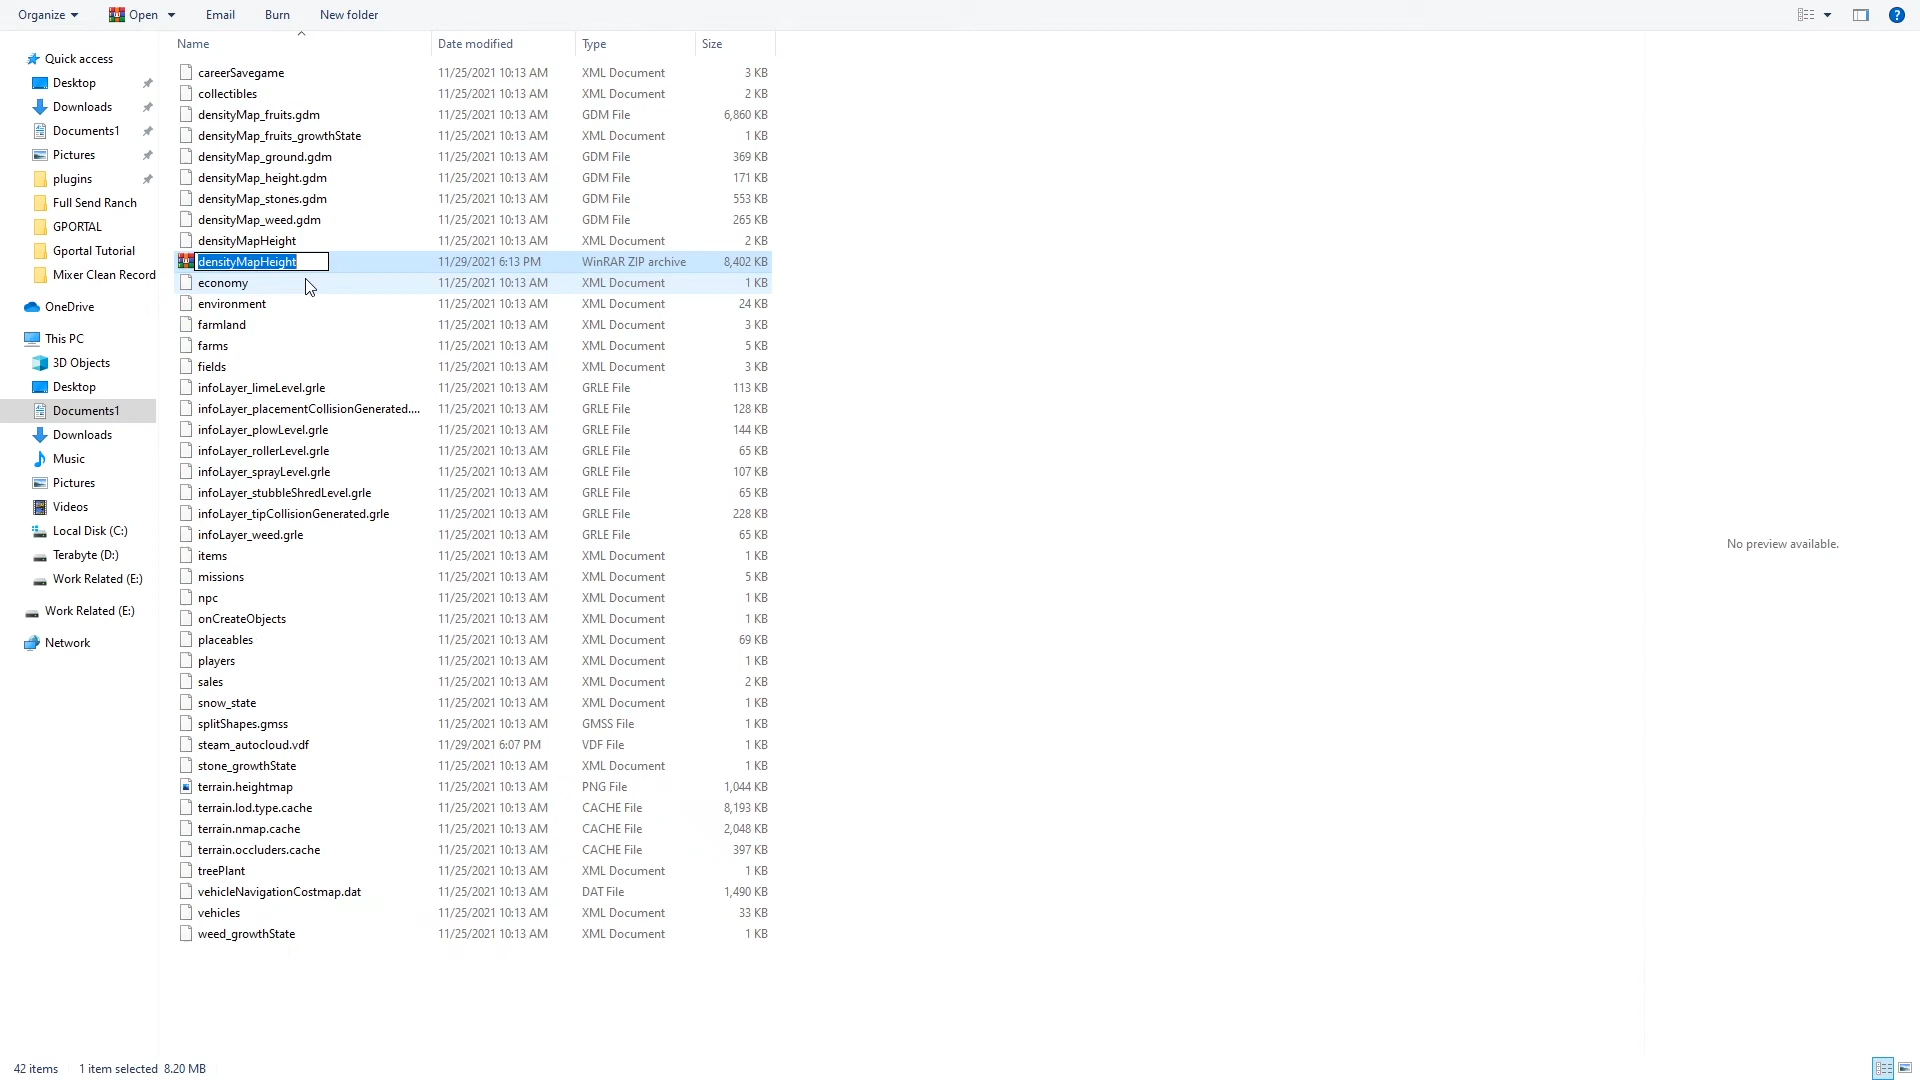 Organize Open Email Burn New folder
Name Date modified Type Size
Quick access
Desktop
Downloads
Documents1
Pictures
plugins
Full Send Ranch
GPORTAL
Gportal Tutorial
Mixer Clean Record
OneDrive
This PC
3D Objects
Desktop
Documents1
Downloads
Music
Pictures
Videos
Local Disk (C:)
Terabyte (D:)
Work Related (E:)
Work Related (E:)
Network
careerSavegame 11/25/2021 10:13 AM XML Document 3 KB
collectibles 11/25/2021 10:13 AM XML Document 2 KB
densityMap_fruits.gdm 11/25/2021 10:13 AM GDM File 6,860 KB
densityMap_fruits_growthState 11/25/2021 10:13 AM XML Document 1 KB
densityMap_ground.gdm 11/25/2021 10:13 AM GDM File 369 KB
densityMap_height.gdm 11/25/2021 10:13 AM GDM File 171 KB
densityMap_stones.gdm 11/25/2021 10:13 AM GDM File 553 KB
densityMap_weed.gdm 11/25/2021 10:13 AM GDM File 265 KB
densityMapHeight 11/25/2021 10:13 AM XML Document 2 KB
densityMapHeight 11/29/2021 6:13 PM WinRAR ZIP archive 8,402 KB
economy 11/25/2021 10:13 AM XML Document 1 KB
environment 11/25/2021 10:13 AM XML Document 24 KB
farmland 11/25/2021 10:13 AM XML Document 3 KB
farms 11/25/2021 10:13 AM XML Document 5 KB
fields 11/25/2021 10:13 AM XML Document 3 KB
infoLayer_limeLevel.grle 11/25/2021 10:13 AM GRLE File 113 KB
infoLayer_placementCollisionGenerated.... 11/25/2021 10:13 AM GRLE File 128 KB
infoLayer_plowLevel.grle 11/25/2021 10:13 AM GRLE File 144 KB
infoLayer_rollerLevel.grle 11/25/2021 10:13 AM GRLE File 65 KB
infoLayer_sprayLevel.grle 11/25/2021 10:13 AM GRLE File 107 KB
infoLayer_stubbleShredLevel.grle 11/25/2021 10:13 AM GRLE File 65 KB
infoLayer_tipCollisionGenerated.grle 11/25/2021 10:13 AM GRLE File 228 KB
infoLayer_weed.grle 11/25/2021 10:13 AM GRLE File 65 KB
items 11/25/2021 10:13 AM XML Document 1 KB
missions 11/25/2021 10:13 AM XML Document 5 KB
npc 11/25/2021 10:13 AM XML Document 1 KB
onCreateObjects 11/25/2021 10:13 AM XML Document 1 KB
placeables 11/25/2021 10:13 AM XML Document 69 KB
players 11/25/2021 10:13 AM XML Document 1 KB
sales 11/25/2021 10:13 AM XML Document 2 KB
snow_state 11/25/2021 10:13 AM XML Document 1 KB
splitShapes.gmss 11/25/2021 10:13 AM GMSS File 1 KB
steam_autocloud.vdf 11/29/2021 6:07 PM VDF File 1 KB
stone_growthState 11/25/2021 10:13 AM XML Document 1 KB
terrain.heightmap 11/25/2021 10:13 AM PNG File 1,044 KB
terrain.lod.type.cache 11/25/2021 10:13 AM CACHE File 8,193 KB
terrain.nmap.cache 11/25/2021 10:13 AM CACHE File 2,048 KB
terrain.occluders.cache 11/25/2021 10:13 AM CACHE File 397 KB
treePlant 11/25/2021 10:13 AM XML Document 1 KB
vehicleNavigationCostmap.dat 11/25/2021 10:13 AM DAT File 1,490 KB
vehicles 11/25/2021 10:13 AM XML Document 33 KB
weed_growthState 11/25/2021 10:13 AM XML Document 1 KB
No preview available.
42 items 1 item selected 8.20 MB